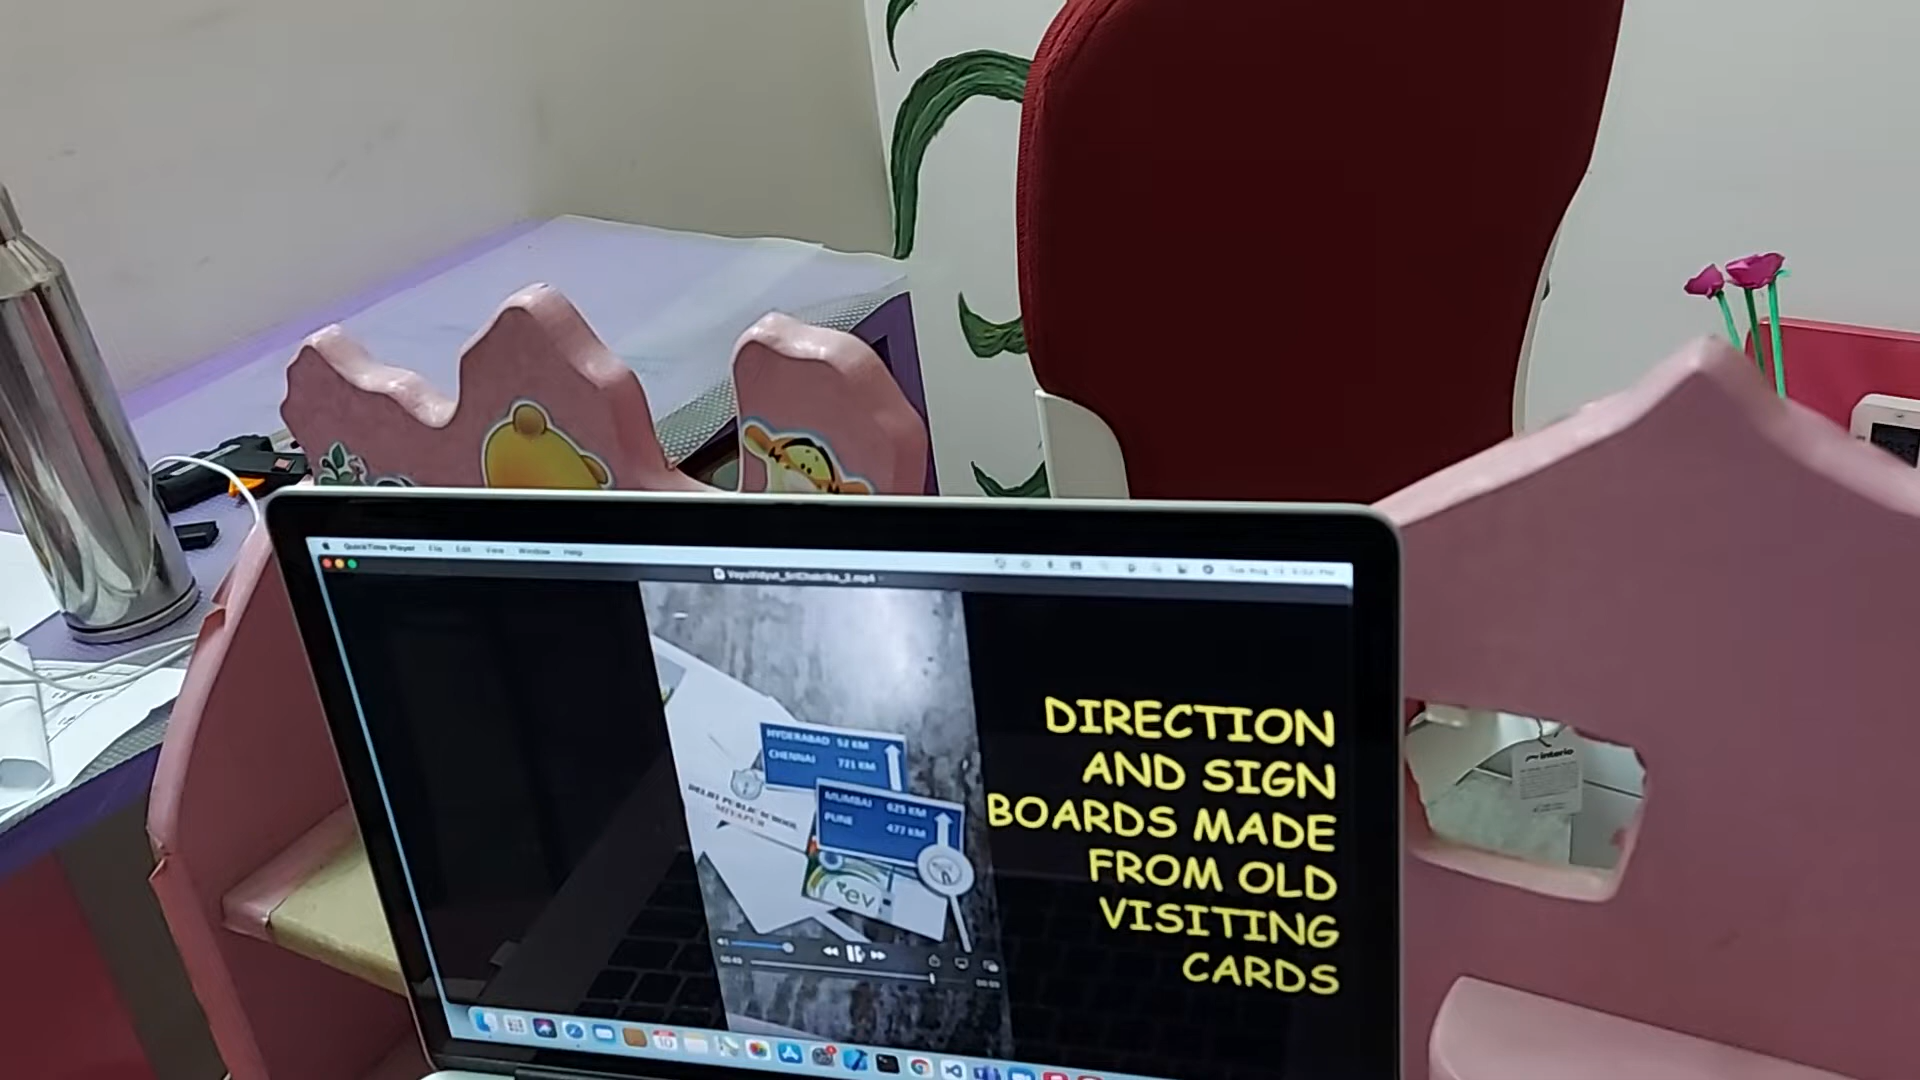 QuickTime Player File Edit View Window Help
HYDERABAD 52 KM
CHENNAI 721 KM
MUMBAI 625 KM
PUNE 477 KM
DELHI PUBLIC SCHOOL
ev
DIRECTION
AND SIGN
BOARDS MADE
FROM OLD
VISITING
CARDS
interio